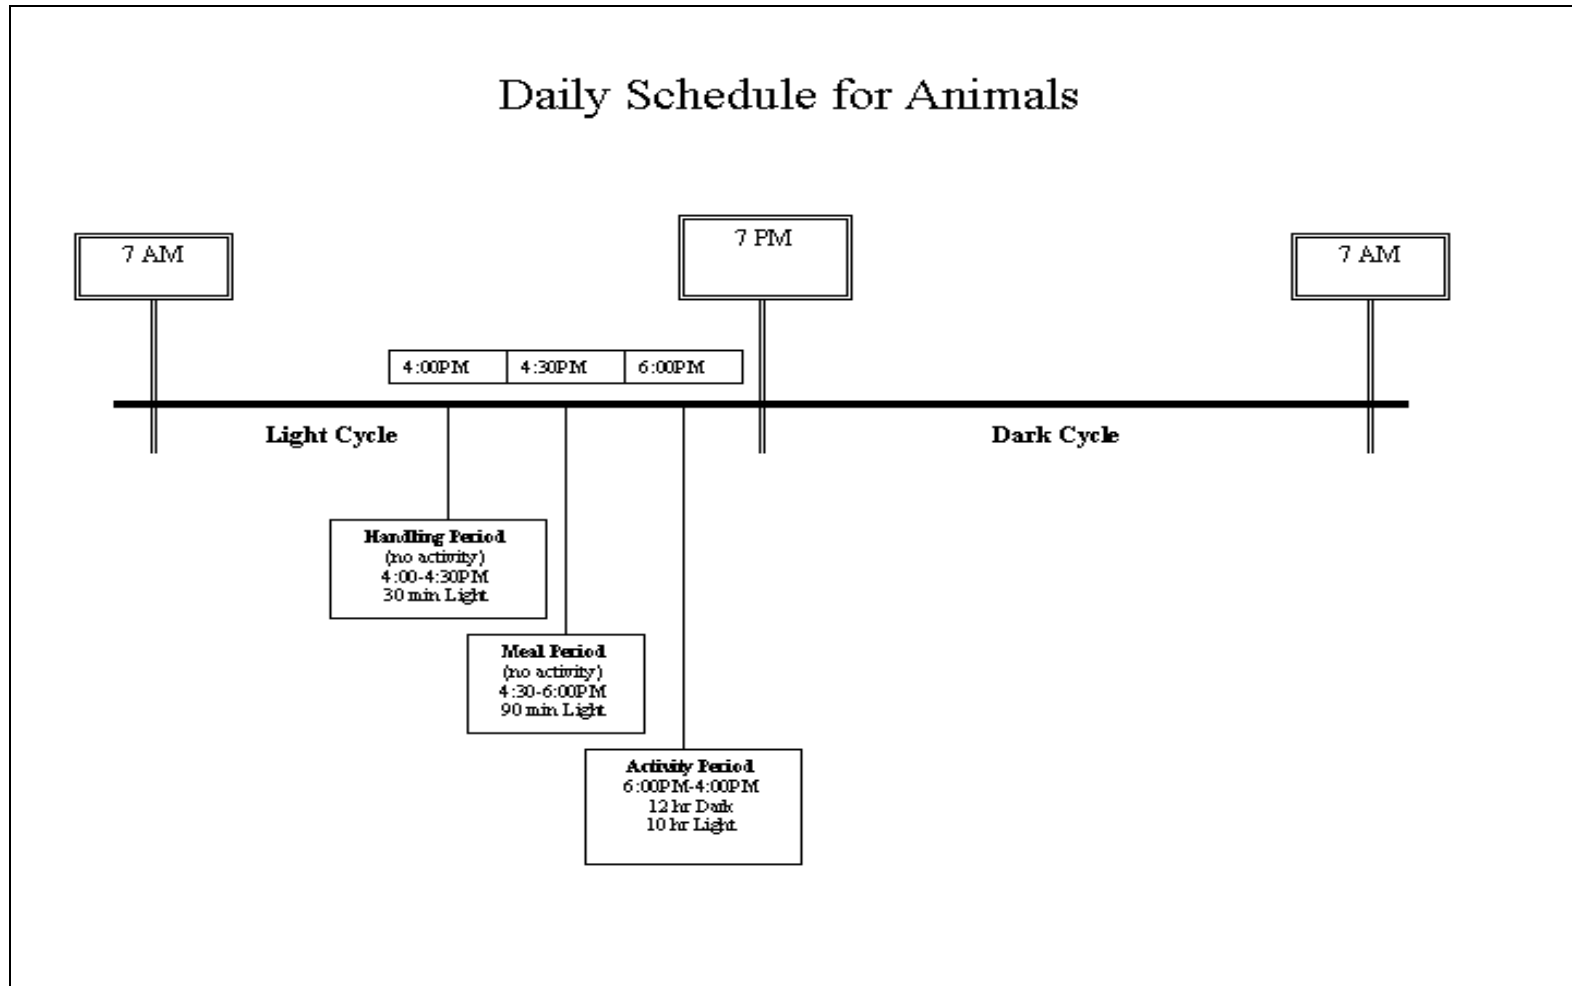 Daily Schedule for Animals
7 AM
7 PM
7 AM
4:00PM
4:30PM
6:00PM
Light Cycle
Dark Cycle
Handling Period
(no activity)
4:00-4:30PM
30 min Light
Meal Period
(no activity)
4:30-6:00PM
90 min Light
Activity Period
6:00PM-4:00PM
12 hr Dark
10 hr Light